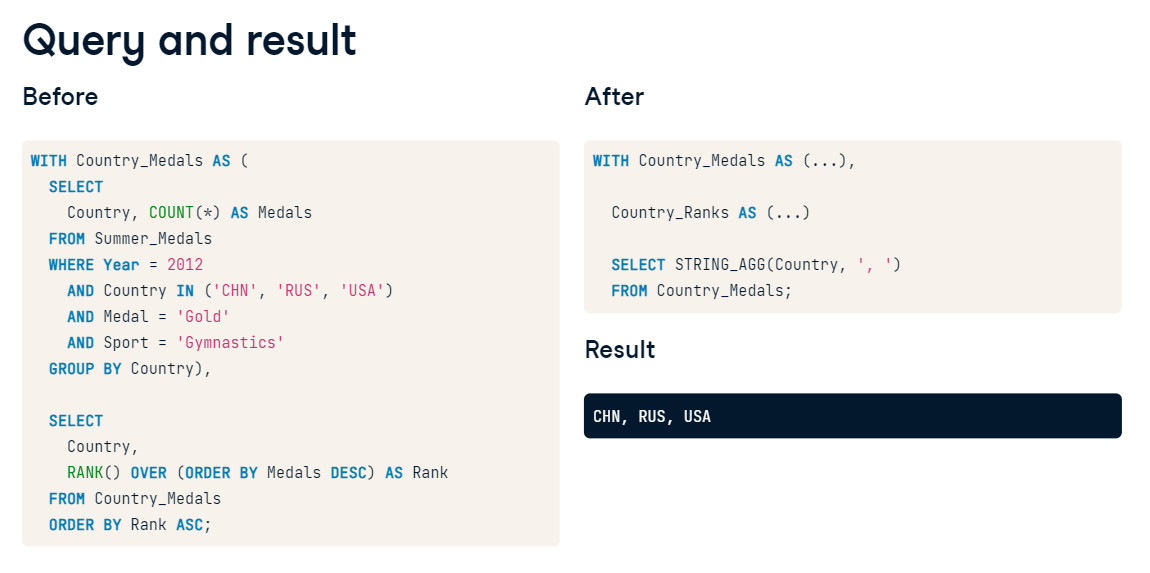 Query and result
Before
WITH Country_Medals AS (
  SELECT
    Country, COUNT(*) AS Medals
  FROM Summer_Medals
  WHERE Year = 2012
    AND Country IN ('CHN', 'RUS', 'USA')
    AND Medal = 'Gold'
    AND Sport = 'Gymnastics'
  GROUP BY Country),
  SELECT
    Country,
    RANK() OVER (ORDER BY Medals DESC) AS Rank
  FROM Country_Medals
  ORDER BY Rank ASC;
After
WITH Country_Medals AS (...),
  Country_Ranks AS (...)
  SELECT STRING_AGG(Country, ', ')
  FROM Country_Medals;
Result
CHN, RUS, USA